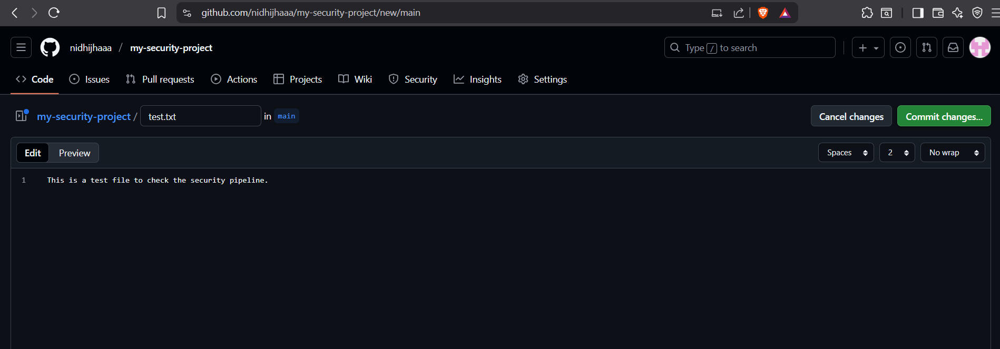 github.com/nidhijhaaa/my-security-project/new/main
nidhijhaaa / my-security-project
Type / to search
Code Issues Pull requests Actions Projects Wiki Security Insights Settings
my-security-project / test.txt in main
Cancel changes Commit changes...
Edit Preview
Spaces 2 No wrap
1 This is a test file to check the security pipeline.